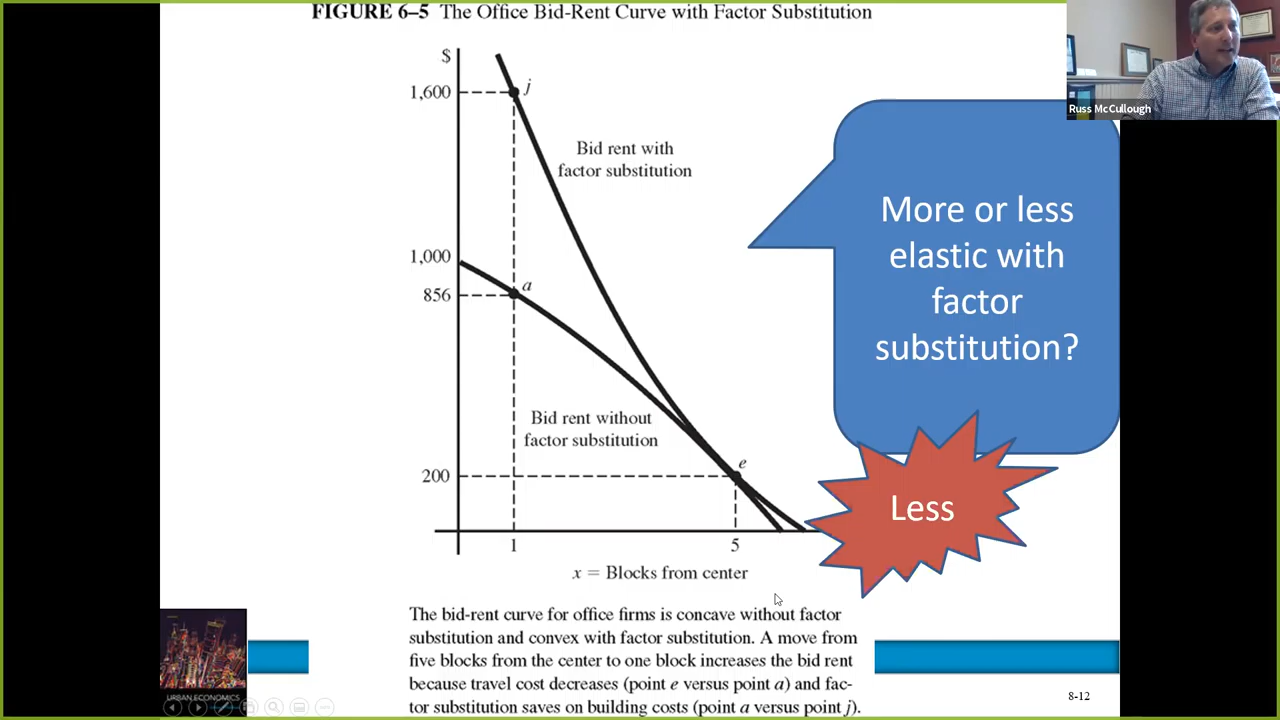 FIGURE 6–5 The Office Bid-Rent Curve with Factor Substitution
Russ McCullough
$
1,600
j
Bid rent with
factor substitution
More or less
elastic with
factor
substitution?
1,000
856
a
Bid rent without
factor substitution
200
e
Less
1
5
x = Blocks from center
The bid-rent curve for office firms is concave without factor
substitution and convex with factor substitution. A move from
five blocks from the center to one block increases the bid rent
because travel cost decreases (point e versus point a) and fac-
tor substitution saves on building costs (point a versus point j).
URBAN ECONOMICS
8-12